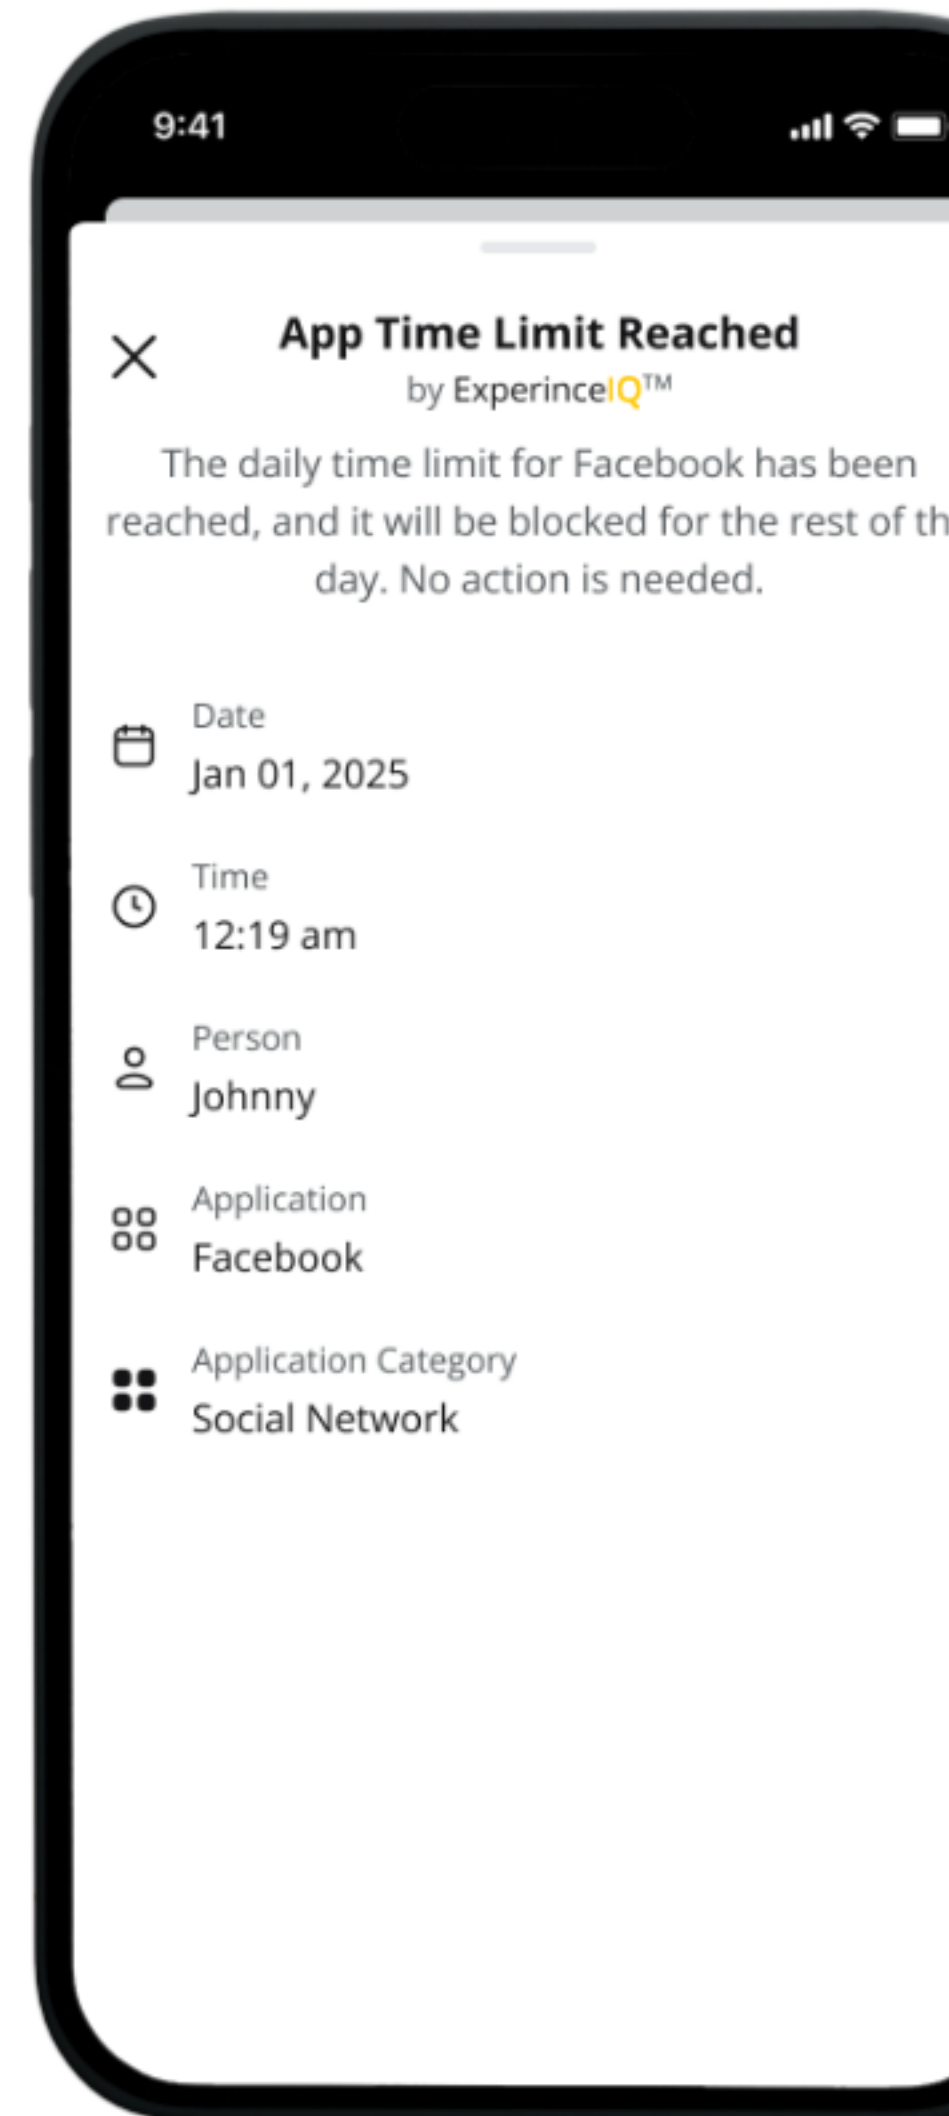 9:41
App Time Limit Reached
by ExperinceIQ™
The daily time limit for Facebook has been
reached, and it will be blocked for the rest of th
day. No action is needed.
Date
Jan 01, 2025
Time
12:19 am
Person
Johnny
Application
Facebook
Application Category
Social Network